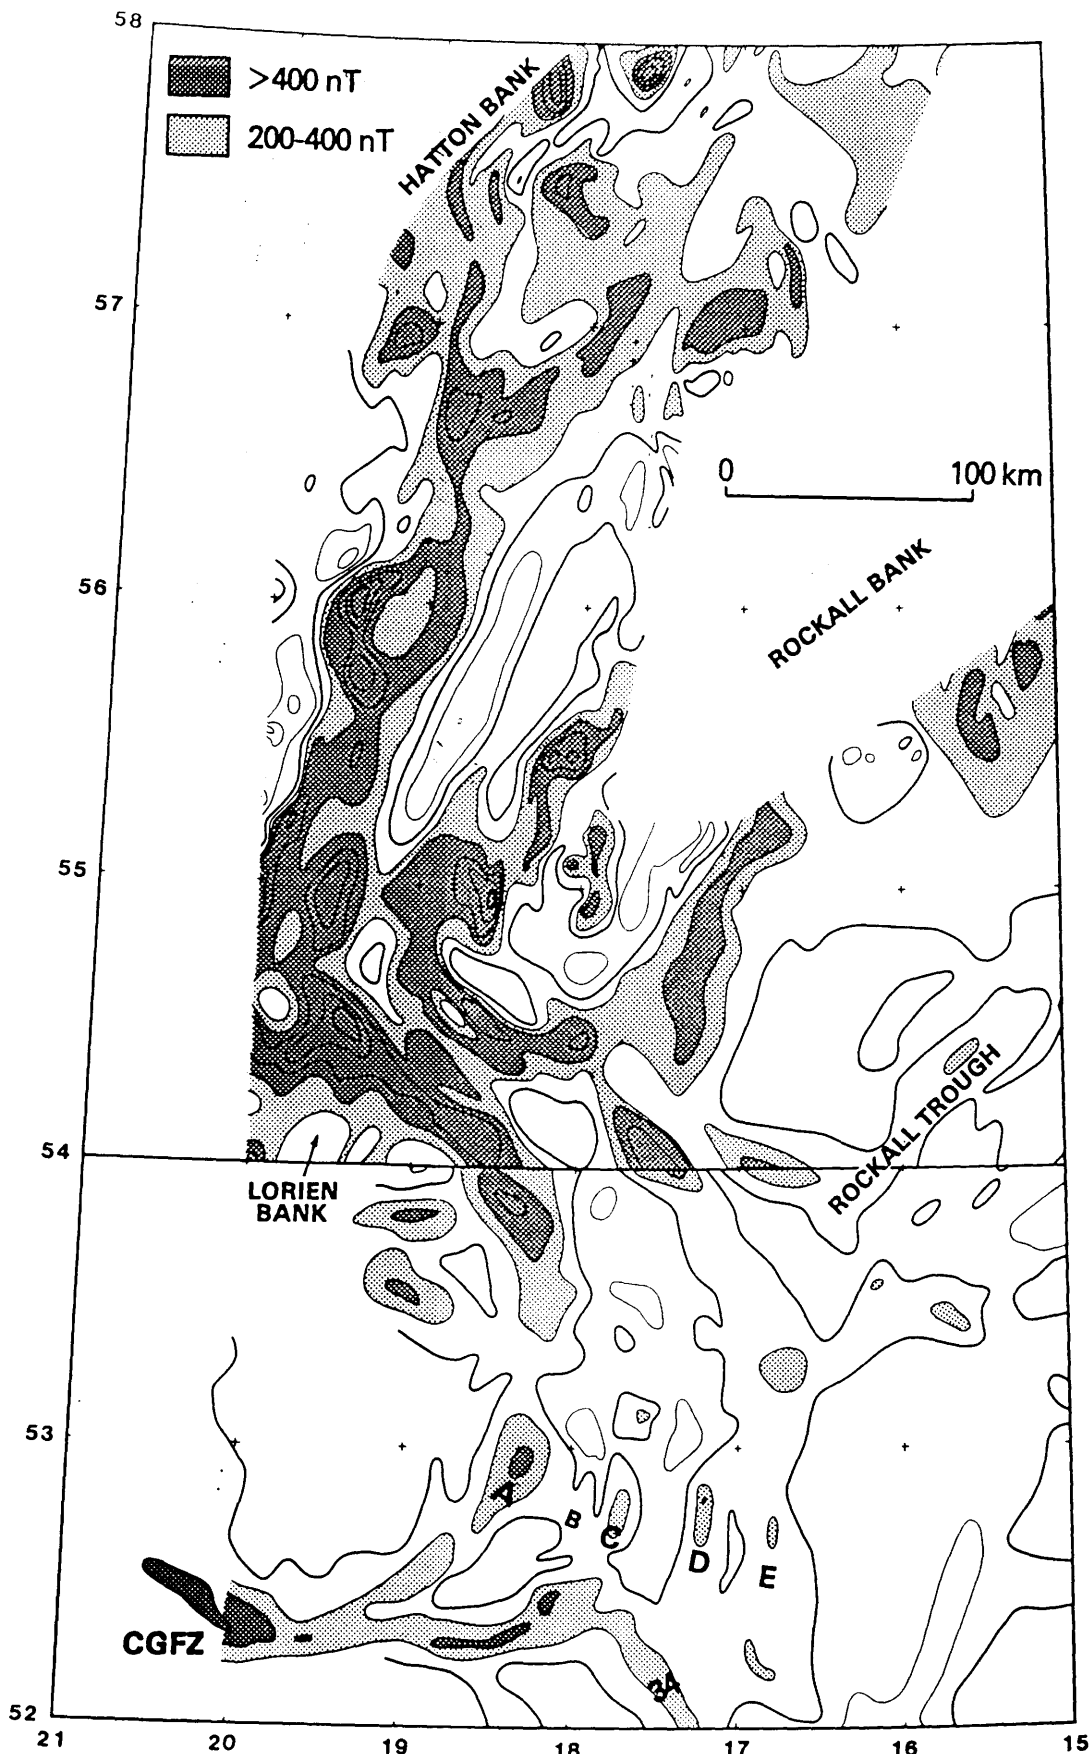 58
>400 nT
200-400 nT
HATTON BANK
57
0 100 km
56
ROCKALL BANK
55
ROCKALL TROUGH
54
LORIEN
BANK
53
A
B
C
D
E
CGFZ
34
52
21 20 19 18 17 16 15